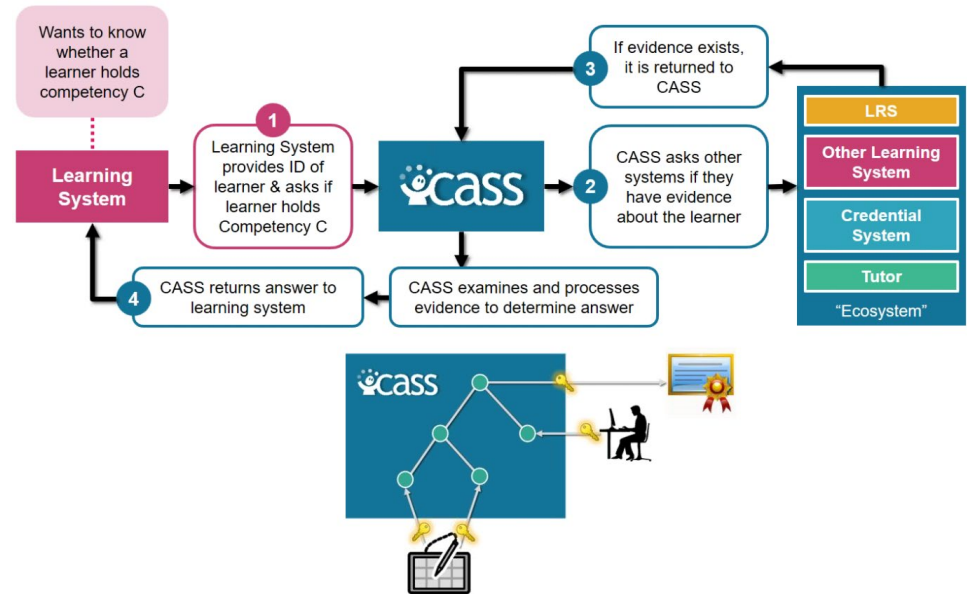 Wants to know
whether a
learner holds
competency C
Learning
System
1
Learning System
provides ID of
learner & asks if
learner holds
Competency C
cass
2
CASS asks other
systems if they
have evidence
about the learner
3
If evidence exists,
it is returned to
CASS
LRS
Other Learning
System
Credential
System
Tutor
“Ecosystem”
CASS examines and processes
evidence to determine answer
4
CASS returns answer to
learning system
cass